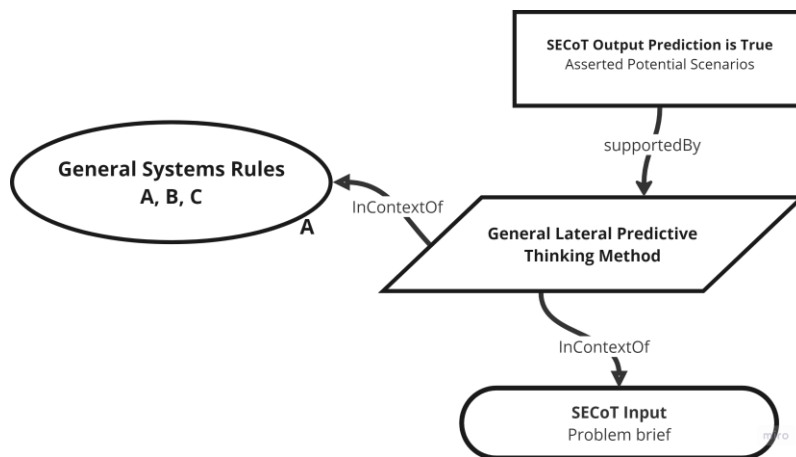 SECoT Output Prediction is True
Asserted Potential Scenarios
supportedBy
General Systems Rules
A, B, C
A
InContextOf
General Lateral Predictive
Thinking Method
InContextOf
SECoT Input
Problem brief
miro